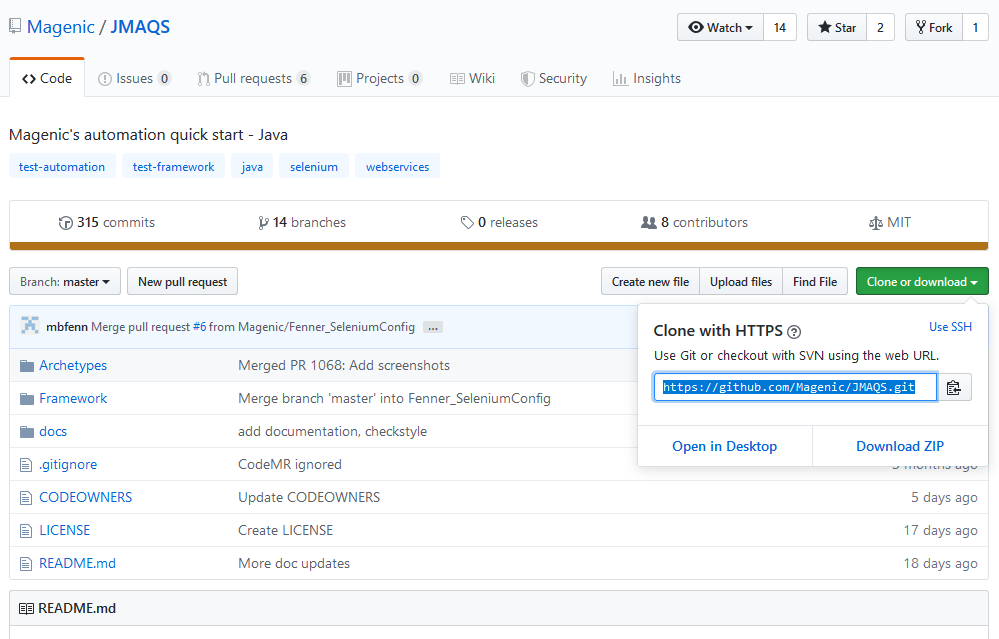 Magenic / JMAQS
Watch 14 Star 2 Fork 1
Code Issues 0 Pull requests 6 Projects 0 Wiki Security Insights
Magenic's automation quick start - Java
test-automation test-framework java selenium webservices
315 commits 14 branches 0 releases 8 contributors MIT
Branch: master New pull request Create new file Upload files Find File Clone or download
mbfenn Merge pull request #6 from Magenic/Fenner_SeleniumConfig ...
Archetypes Merged PR 1068: Add screenshots
Framework Merge branch 'master' into Fenner_SeleniumConfig
docs add documentation, checkstyle
.gitignore CodeMR ignored
Clone with HTTPS ? Use SSH
Use Git or checkout with SVN using the web URL.
https://github.com/Magenic/JMAQS.git
Open in Desktop Download ZIP
months ago
CODEOWNERS Update CODEOWNERS 5 days ago
LICENSE Create LICENSE 17 days ago
README.md More doc updates 18 days ago
README.md